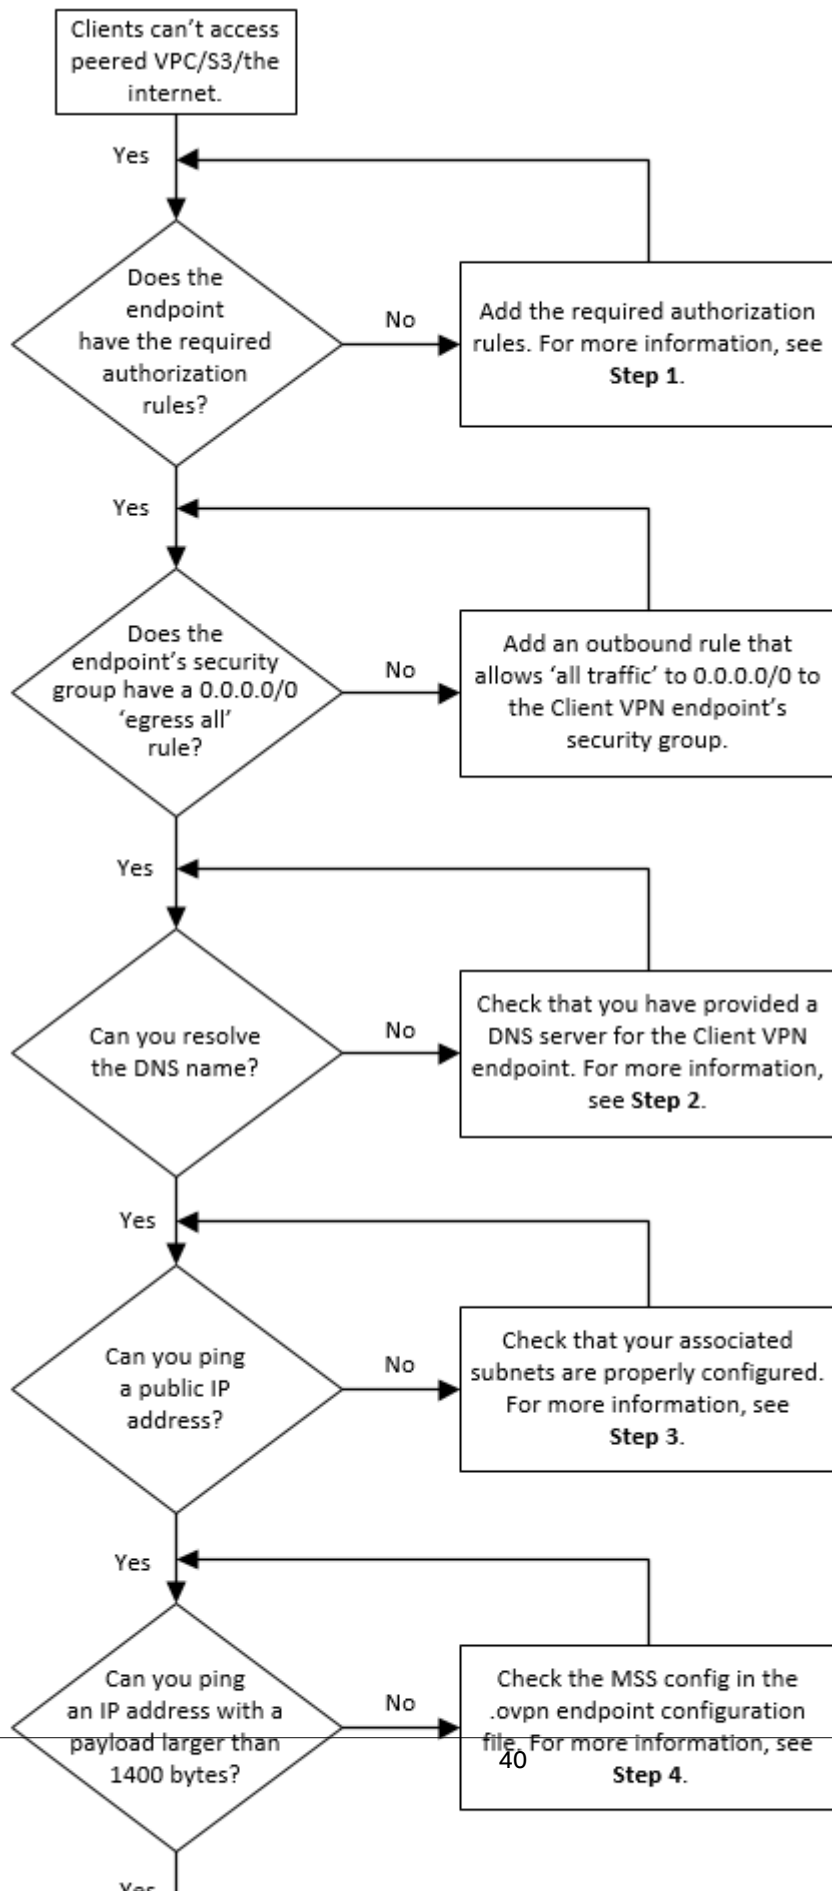 Clients can’t access
peered VPC/S3/the
internet.
Yes
Does the
endpoint
have the required
authorization
rules?
No
Add the required authorization
rules. For more information, see
Step 1.
Yes
Does the
endpoint’s security
group have a 0.0.0.0/0
‘egress all’
rule?
No
Add an outbound rule that
allows ‘all traffic’ to 0.0.0.0/0 to
the Client VPN endpoint’s
security group.
Yes
Can you resolve
the DNS name?
No
Check that you have provided a
DNS server for the Client VPN
endpoint. For more information,
see Step 2.
Yes
Can you ping
a public IP
address?
No
Check that your associated
subnets are properly configured.
For more information, see
Step 3.
Yes
Can you ping
an IP address with a
payload larger than
1400 bytes?
No
Check the MSS config in the
.ovpn endpoint configuration
file. For more information, see
Step 4.
40
Yes